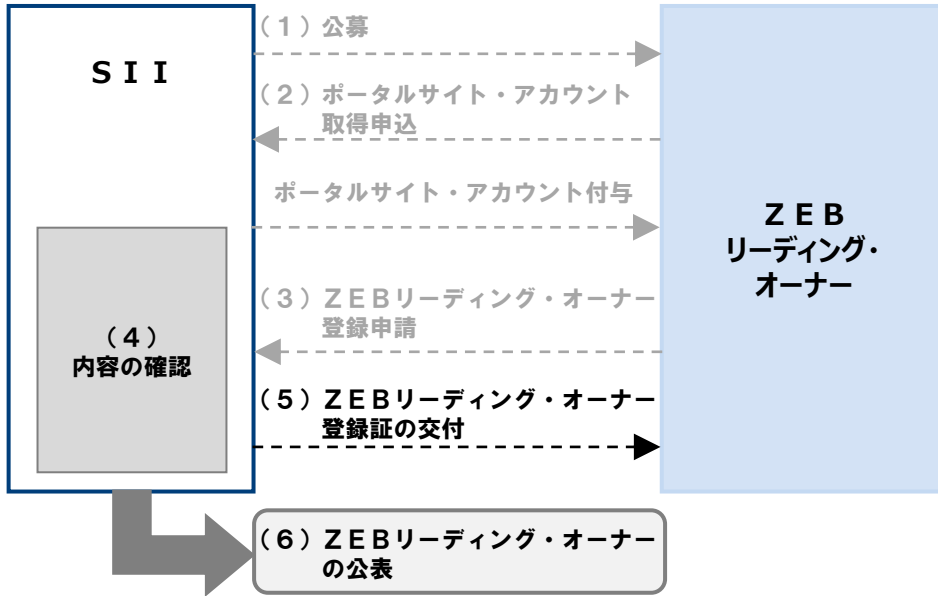 （１）公募
ＳＩＩ
（２）ポータルサイト・アカウント
取得申込
ポータルサイト・アカウント付与
ＺＥＢ
リーディング・
オーナー
（３）ＺＥＢリーディング・オーナー
登録申請
（４）
内容の確認
（５）ＺＥＢリーディング・オーナー
登録証の交付
（６）ＺＥＢリーディング・オーナー
の公表